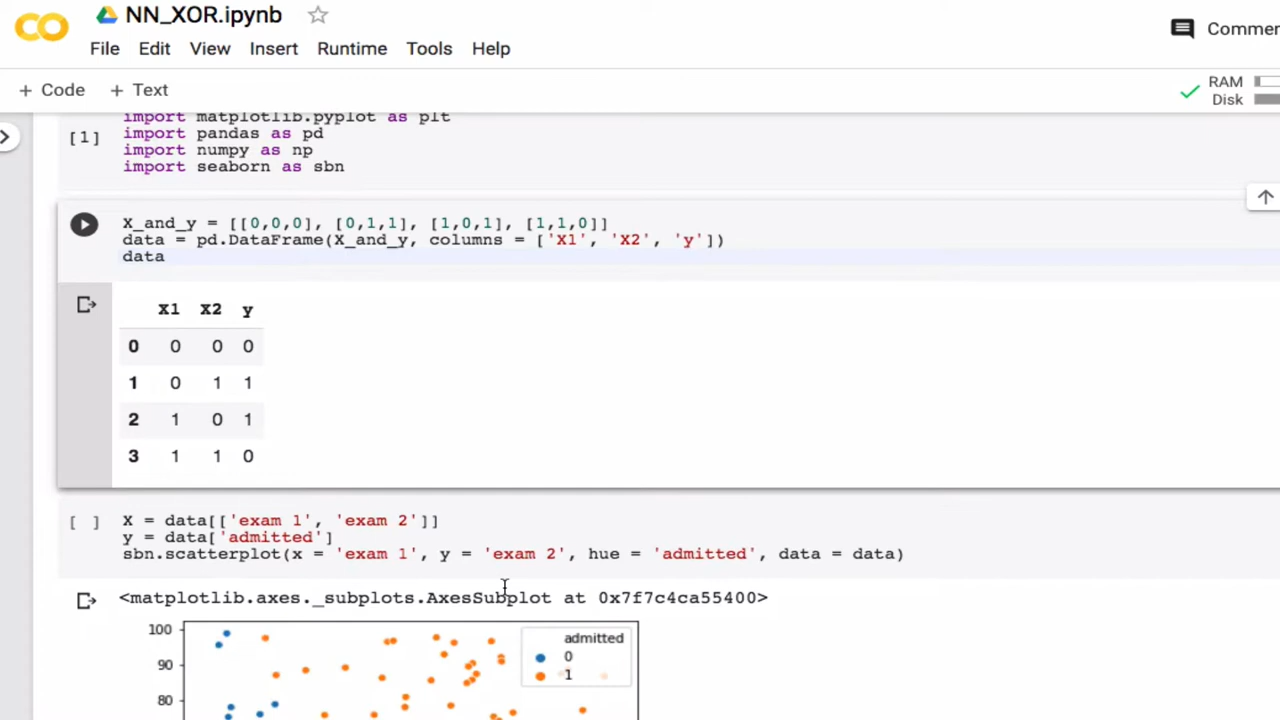 NN_XOR.ipynb
File Edit View Insert Runtime Tools Help
+ Code + Text
RAM
Disk
[1]
import matplotlib.pyplot as plt
import pandas as pd
import numpy as np
import seaborn as sbn
X_and_y = [[0,0,0], [0,1,1], [1,0,1], [1,1,0]]
data = pd.DataFrame(X_and_y, columns = ['X1', 'X2', 'y'])
data
X1 X2 y
0 0 0 0
1 0 1 1
2 1 0 1
3 1 1 0
[ ]
X = data[['exam 1', 'exam 2']]
y = data['admitted']
sbn.scatterplot(x = 'exam 1', y = 'exam 2', hue = 'admitted', data = data)
<matplotlib.axes._subplots.AxesSubplot at 0x7f7c4ca55400>
100
90
80
admitted
0
1